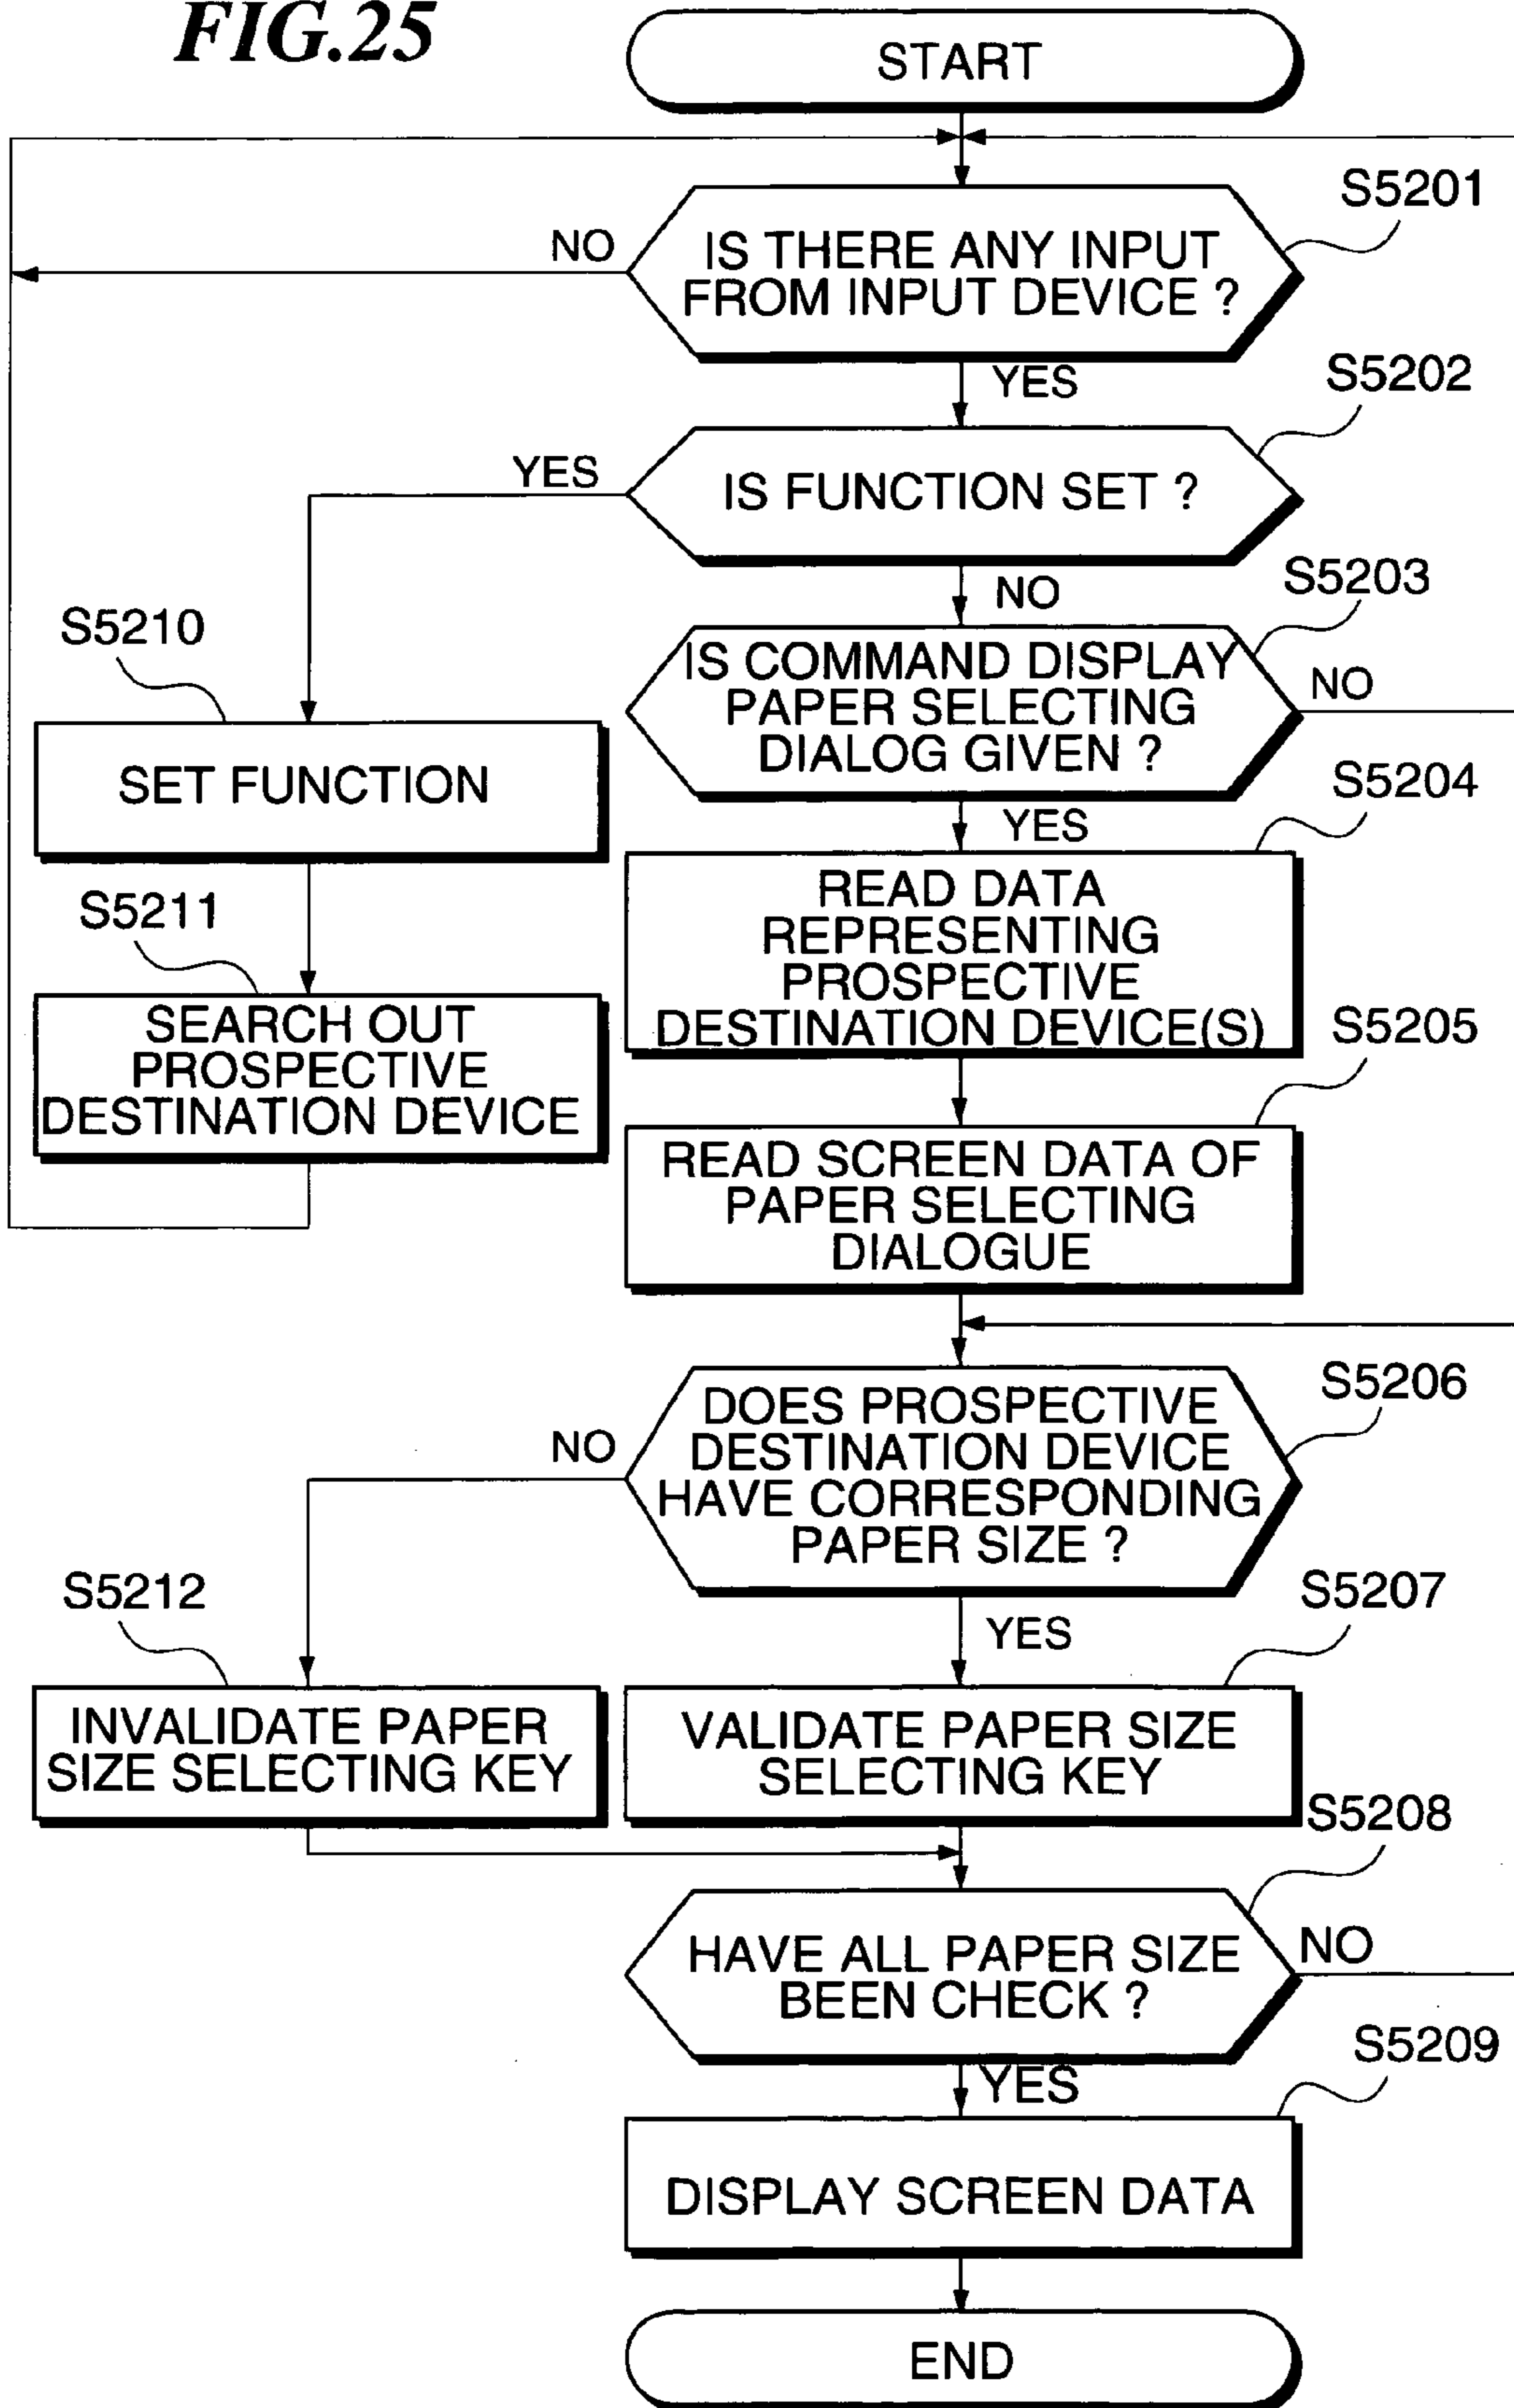 FIG.25
START
S5201
NO
IS THERE ANY INPUT
FROM INPUT DEVICE ?
YES
S5202
YES
IS FUNCTION SET ?
NO
S5203
IS COMMAND DISPLAY
PAPER SELECTING
DIALOG GIVEN ?
NO
S5210
SET FUNCTION
YES
S5204
READ DATA
REPRESENTING
PROSPECTIVE
DESTINATION DEVICE(S)
S5211
SEARCH OUT
PROSPECTIVE
DESTINATION DEVICE
S5205
READ SCREEN DATA OF
PAPER SELECTING
DIALOGUE
S5206
NO
DOES PROSPECTIVE
DESTINATION DEVICE
HAVE CORRESPONDING
PAPER SIZE ?
S5212
YES
S5207
INVALIDATE PAPER
SIZE SELECTING KEY
VALIDATE PAPER SIZE
SELECTING KEY
S5208
HAVE ALL PAPER SIZE
BEEN CHECK ?
NO
YES
S5209
DISPLAY SCREEN DATA
END